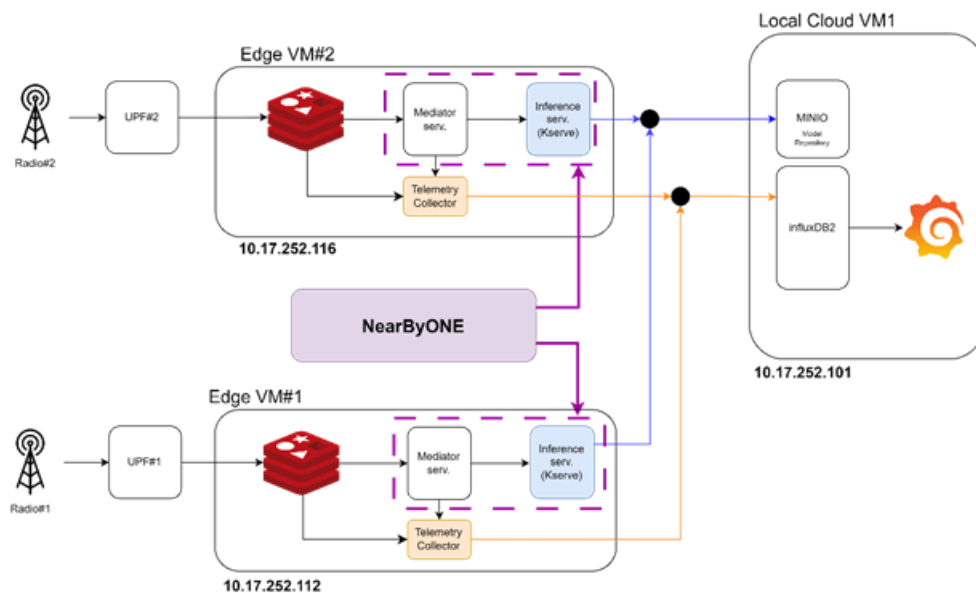 Local Cloud VM1
Edge VM#2
Radio#2
UPF#2
Mediator
serv.
Inference
serv.
(Kserve)
Telemetry
Collector
10.17.252.116
MINIO
Model
Repository
influxDB2
10.17.252.101
NearByONE
Edge VM#1
Radio#1
UPF#1
Mediator
serv.
Inference
serv.
(Kserve)
Telemetry
Collector
10.17.252.112